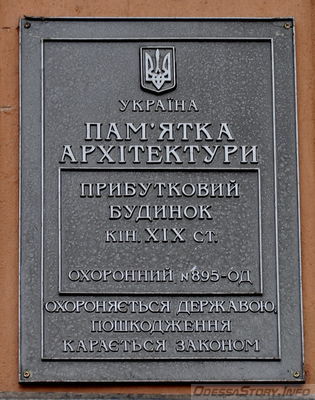 УКРАЇНА
ПАМ'ЯТКА
АРХІТЕКТУРИ
ПРИБУТКОВИЙ
БУДИНОК
КІН. XIX СТ.
ОХОРОННИЙ №895-ОД
ОХОРОНЯЄТЬСЯ ДЕРЖАВОЮ,
ПОШКОДЖЕННЯ
КАРАЄТЬСЯ ЗАКОНОМ
OdessaStory.Info